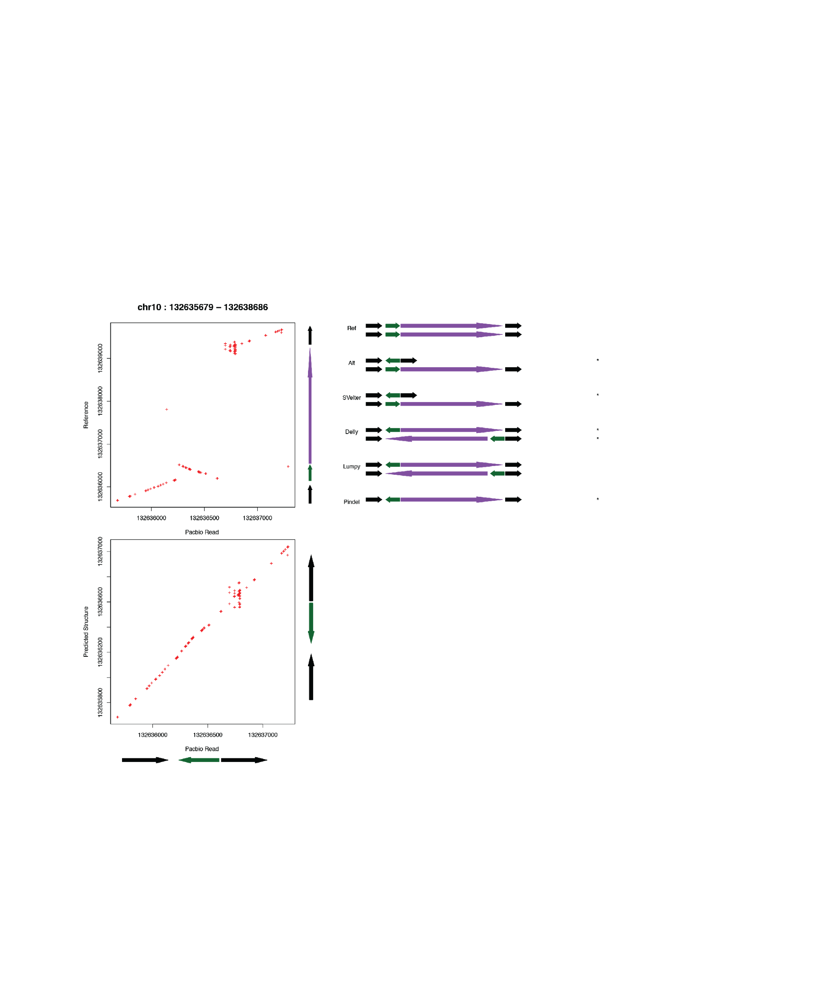 chr10 : 132635679 – 132638686
Reference
132636000 132637000 132638000 132639000
132636000 132636500 132637000
Pacbio Read
Ref
Alt *
SVelter *
Delly *
*
Lumpy
Pindel *
Predicted Structure
132635800 132636200 132636600 132637000
132636000 132636500 132637000
Pacbio Read